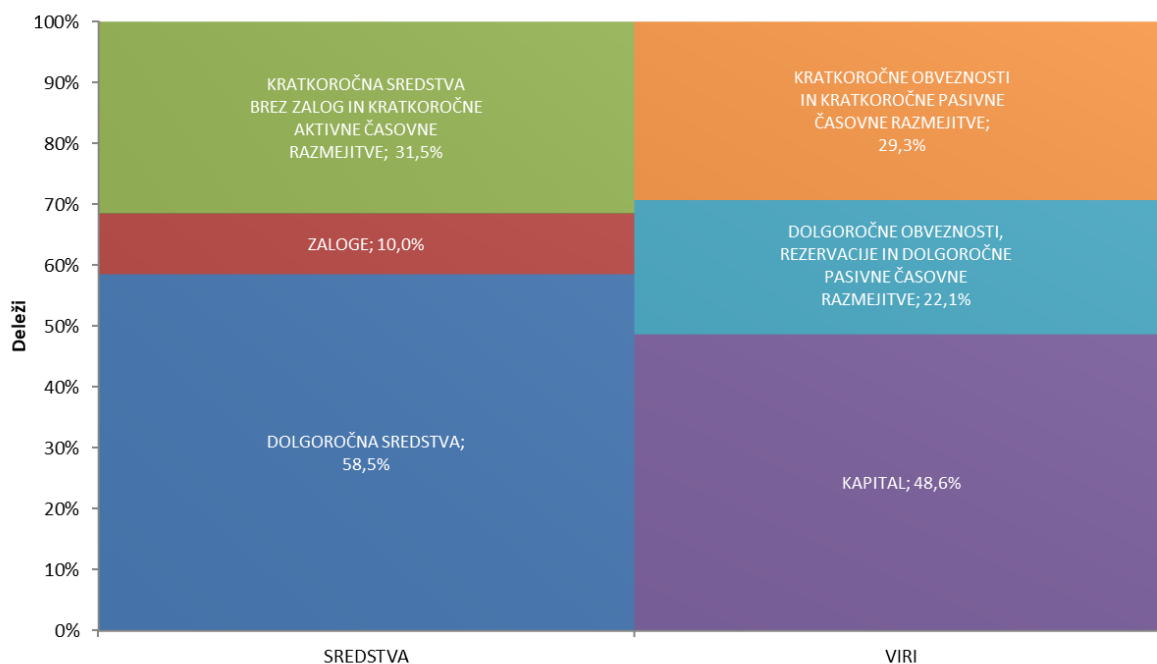 100%
90%
80%
70%
60%
50%
40%
30%
20%
10%
0%
Deleži
KRATKOROČNA SREDSTVA
BREZ ZALOG IN KRATKOROČNE
AKTIVNE ČASOVNE
RAZMEJITVE; 31,5%
ZALOGE; 10,0%
DOLGOROČNA SREDSTVA;
58,5%
KRATKOROČNE OBVEZNOSTI
IN KRATKOROČNE PASIVNE
ČASOVNE RAZMEJITVE;
29,3%
DOLGOROČNE OBVEZNOSTI,
REZERVACIJE IN DOLGOROČNE
PASIVNE ČASOVNE
RAZMEJITVE; 22,1%
KAPITAL; 48,6%
SREDSTVA
VIRI